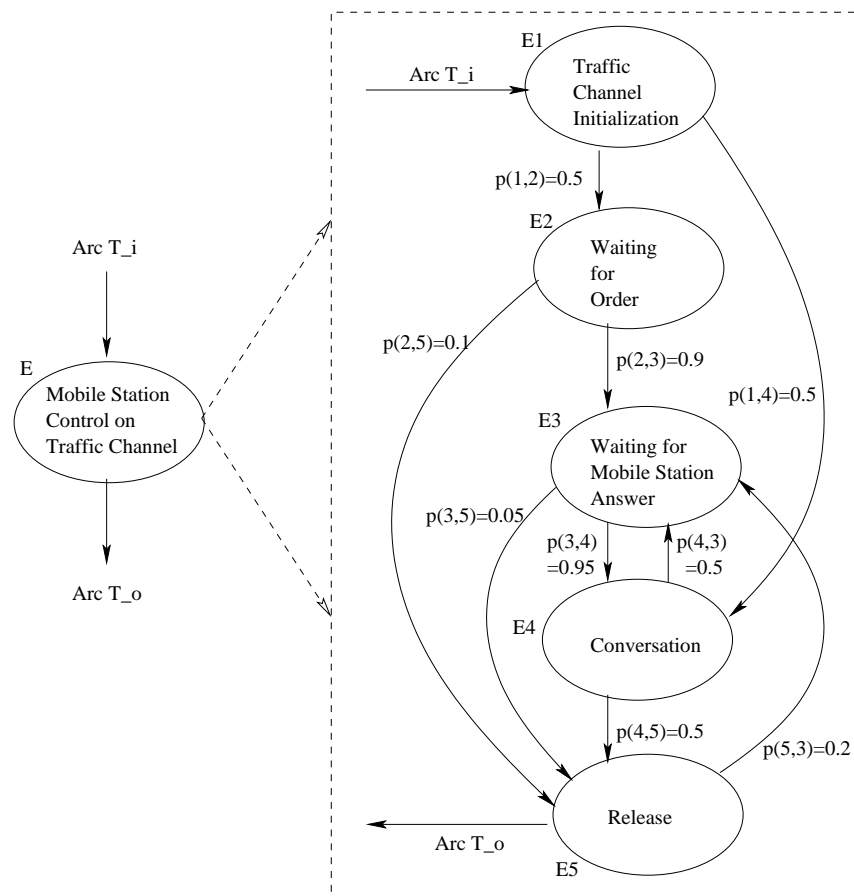 Arc T_i
E
Mobile Station
Control on
Traffic Channel
Arc T_o
E1
Arc T_i
Traffic
Channel
Initialization
p(1,2)=0.5
E2
Waiting
for
Order
p(2,5)=0.1
p(2,3)=0.9
p(1,4)=0.5
E3
Waiting for
Mobile Station
Answer
p(3,5)=0.05
p(3,4)
=0.95
p(4,3)
=0.5
E4
Conversation
p(4,5)=0.5
p(5,3)=0.2
Release
Arc T_o
E5